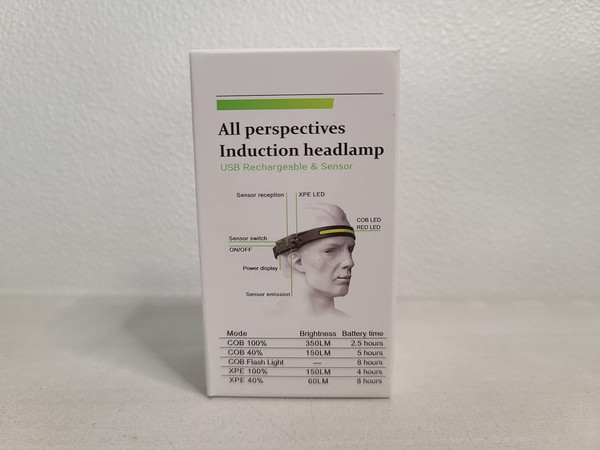 All perspectives
Induction headlamp
USB Rechargeable & Sensor
Sensor reception XPE LED
COB LED
RED LED
Sensor switch
ON/OFF
Power display
Sensor emission
Mode Brightness Battery time
COB 100% 350LM 2.5 hours
COB 40% 150LM 5 hours
COB Flash Light — 8 hours
XPE 100% 150LM 4 hours
XPE 40% 60LM 8 hours